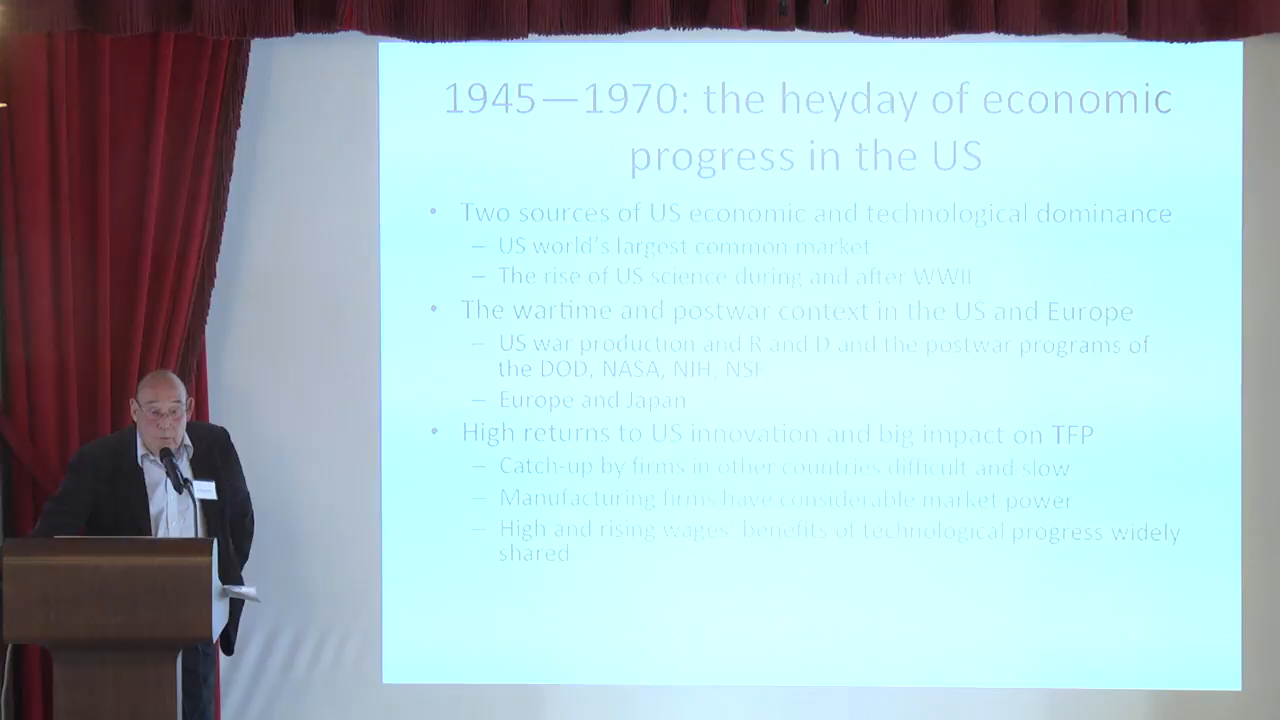 1945—1970: the heyday of economic
progress in the US
• Two sources of US economic and technological dominance
– US world's largest common market
– The rise of US science during and after WWII
• The wartime and postwar context in the US and Europe
– US war production and R and D and the postwar programs of
the DOD, NASA, NIH, NSF
– Europe and Japan
• High returns to US innovation and big impact on TFP
– Catch-up by firms in other countries difficult and slow
– Manufacturing firms have considerable market power
– High and rising wages: benefits of technological progress widely
shared